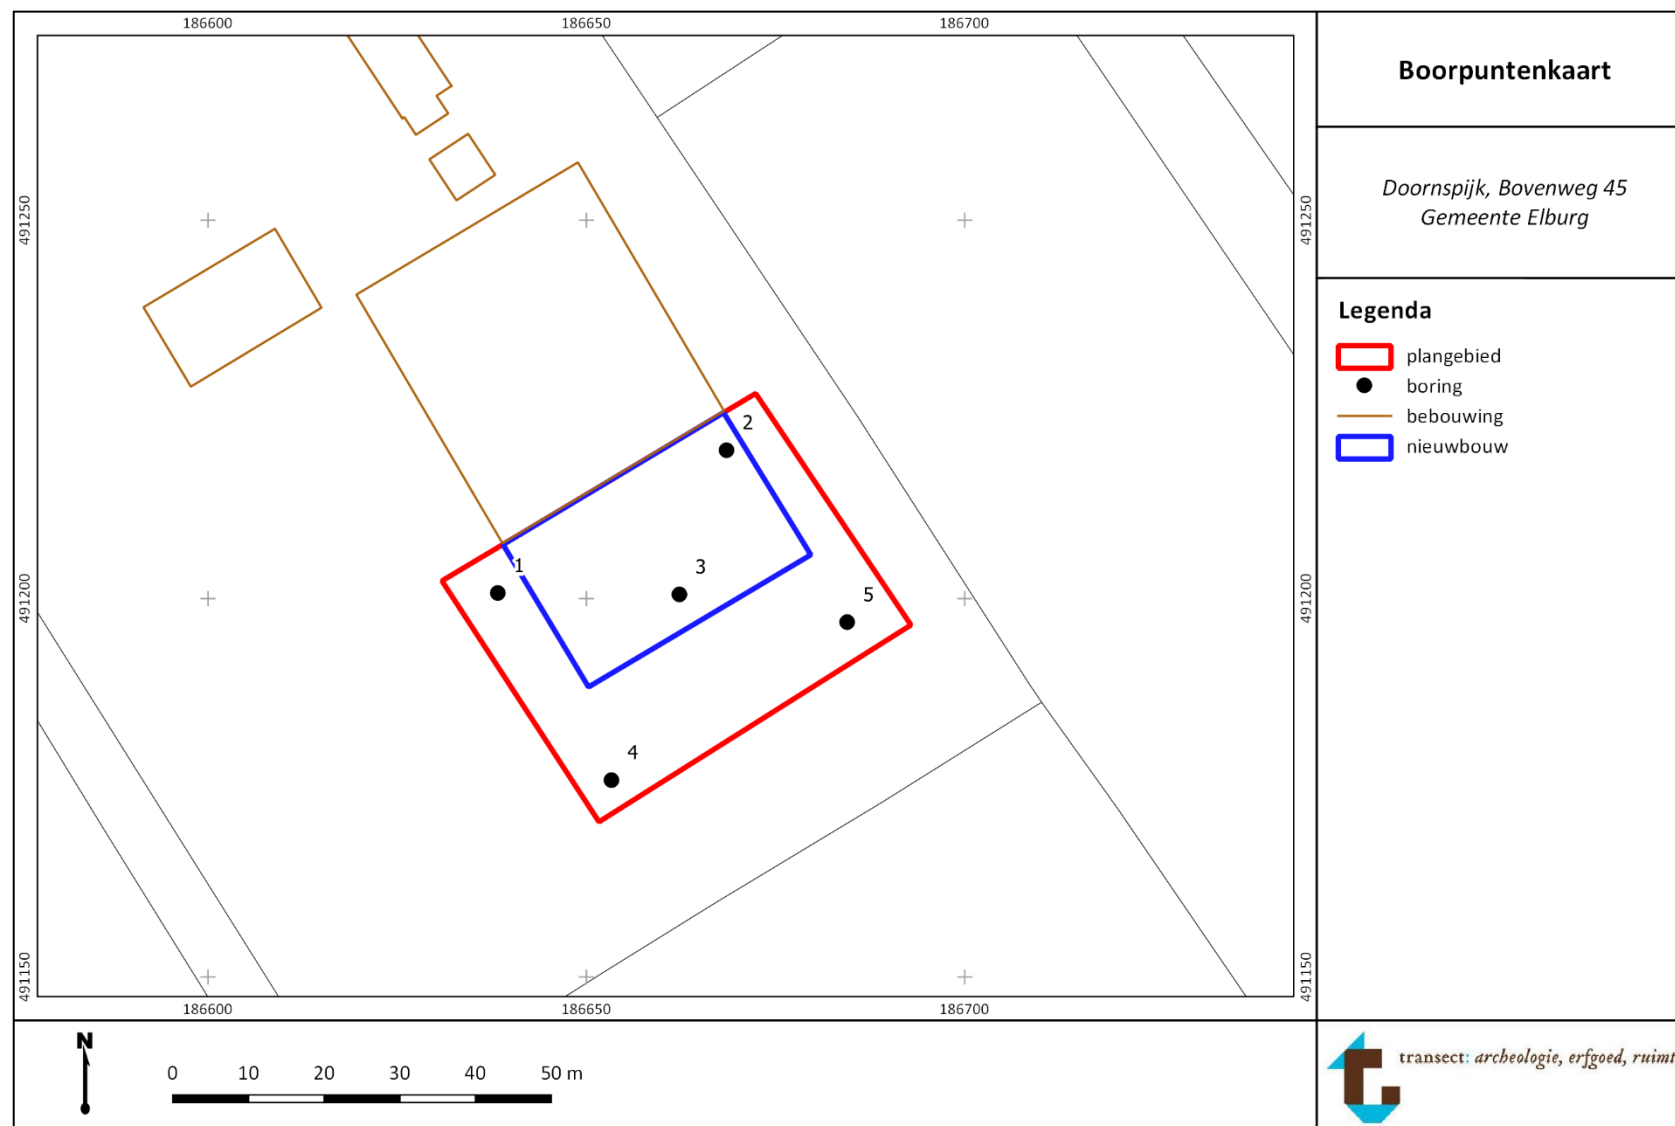 186600 186650 186700
491250 491250
491200 491200
491150 491150
2
1
3
5
4
186600 186650 186700
N
0 10 20 30 40 50 m
Boorpuntenkaart
Doornspijk, Bovenweg 45
Gemeente Elburg
Legenda
plangebied
boring
bebouwing
nieuwbouw
transect: archeologie, erfgoed, ruimt